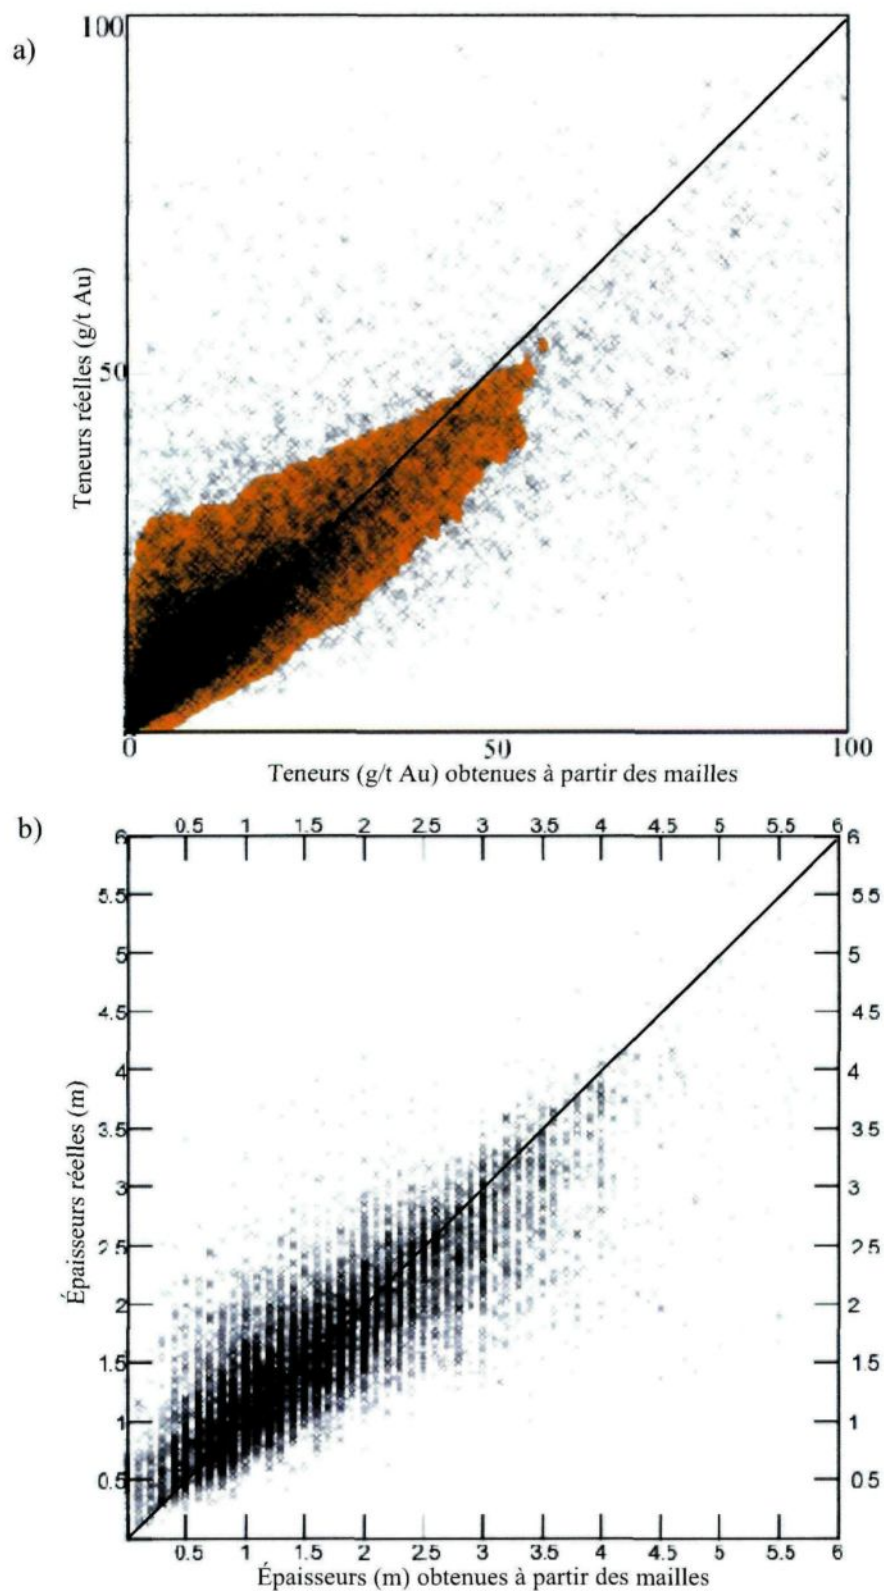 a)
100
Teneurs réelles (g/t Au)
50
0 50 100
Teneurs (g/t Au) obtenues à partir des mailles
b)
0.5 1 1.5 2 2.5 3 3.5 4 4.5 5 5.5 6
6 6
5.5 5.5
5 5
4.5 4.5
4 4
Épaisseurs réelles (m)
3.5 3.5
3 3
2.5 2.5
2 2
1.5 1.5
1 1
0.5 0.5
0.5 1 1.5 2 2.5 3 3.5 4 4.5 5 5.5 6
Épaisseurs (m) obtenues à partir des mailles